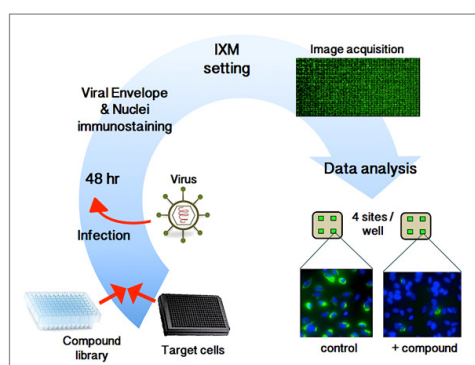 IXM
setting
Image acquisition
Viral Envelope
& Nuclei
immunostaining
Data analysis
48 hr
Virus
4 sites /
well
Infection
Compound
library
Target cells
control
+ compound